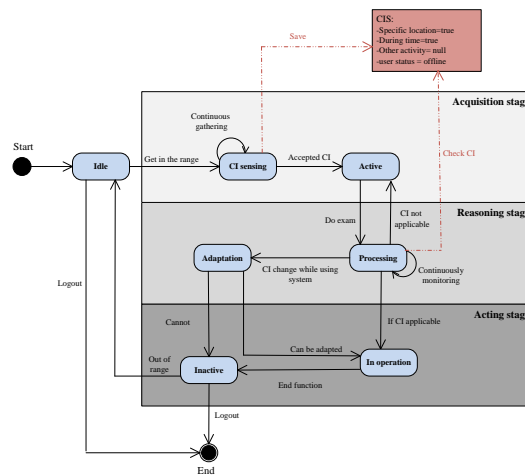 CIS:
-Specific location=true
-During time=true
-Other activity= null
-user status = offline
Save
Acquisition stag
Continuous
gathering
Start
Idle
Get in the range
CI sensing
Accepted CI
Active
Check CI
Reasoning stag
Do exam
CI not
applicable
Adaptation
Processing
CI change while using
system
Continuously
monitoring
Logout
Acting stag
Cannot
If CI applicable
Can be adapted
Out of
range
Inactive
In operation
End function
Logout
End